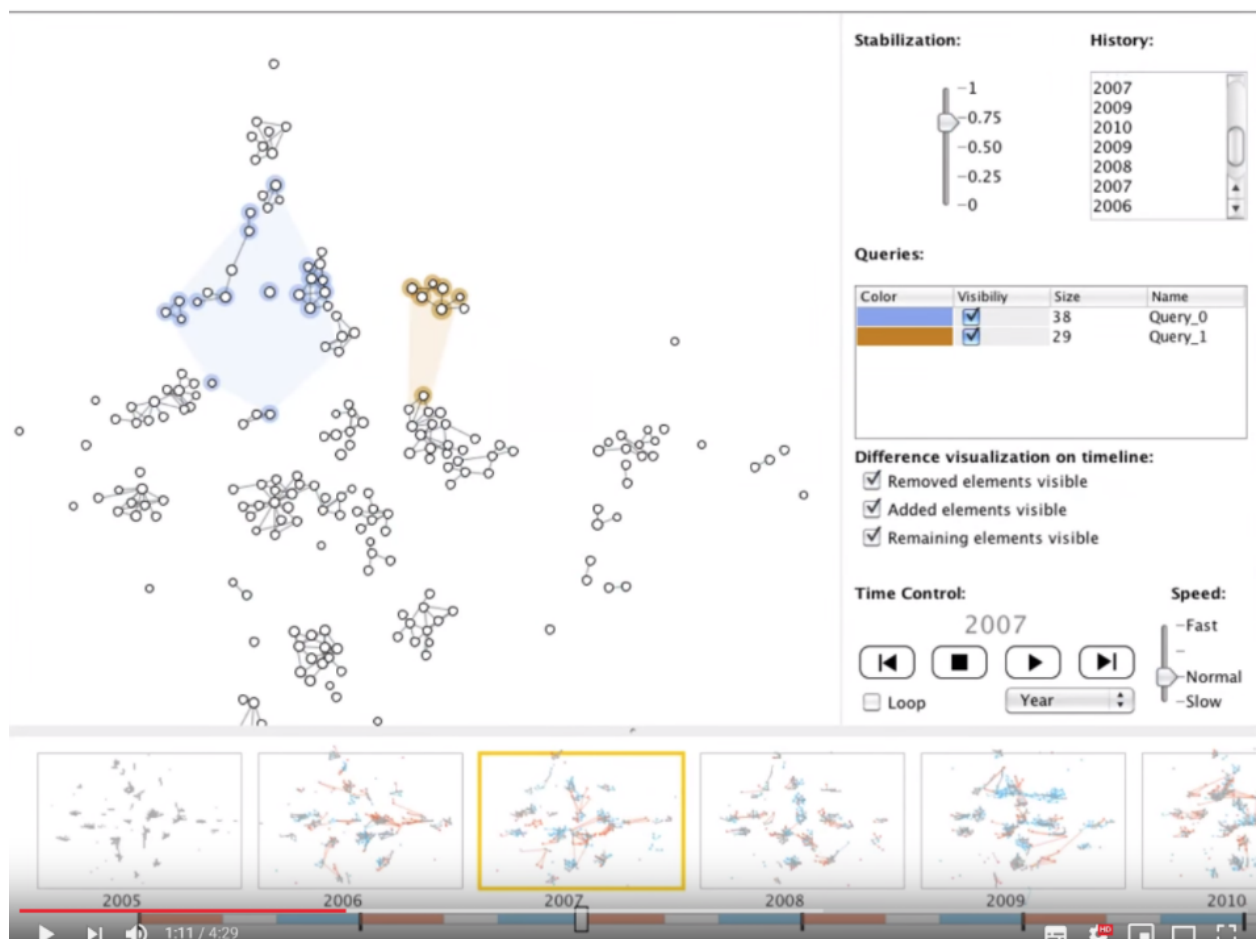 Stabilization:
History:
1
0.75
0.50
0.25
0
2007
2009
2010
2009
2008
2007
2006
Queries:
Color Visibiliy Size Name
38 Query_0
29 Query_1
Difference visualization on timeline:
Removed elements visible
Added elements visible
Remaining elements visible
Time Control:
Speed:
2007
Fast
Normal
Slow
Loop
Year
2005 2006 2007 2008 2009 2010
1:11 / 4:29
HD